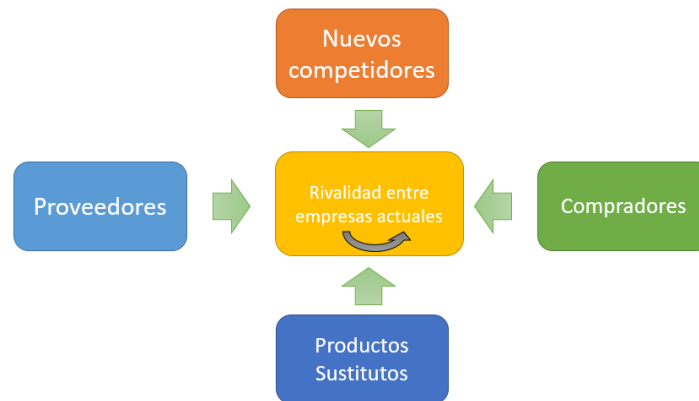 Nuevos
competidores
Proveedores
Rivalidad entre
empresas actuales
Compradores
Productos
Sustitutos